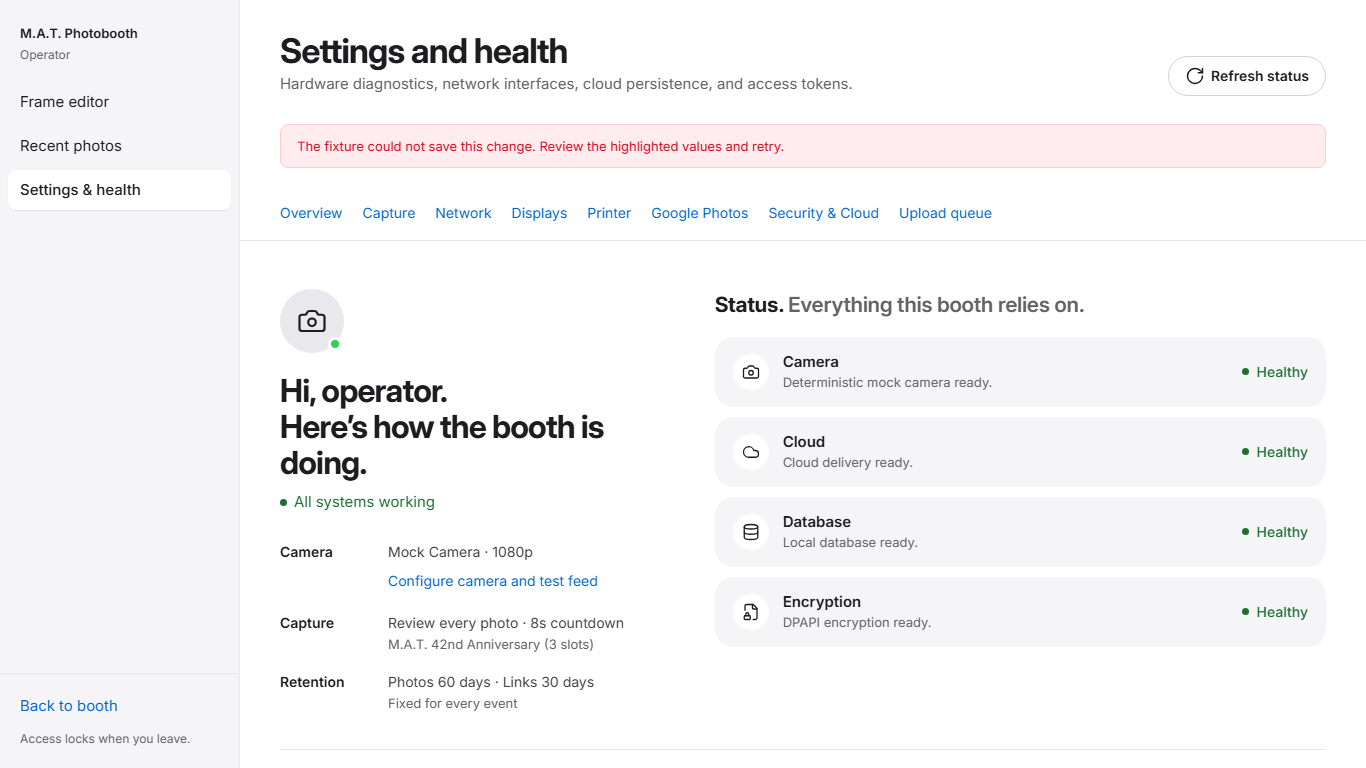 M.A.T. Photobooth
Operator
Frame editor
Recent photos
Settings & health
Back to booth
Access locks when you leave.
Settings and health
Hardware diagnostics, network interfaces, cloud persistence, and access tokens.
Refresh status
The fixture could not save this change. Review the highlighted values and retry.
Overview Capture Network Displays Printer Google Photos Security & Cloud Upload queue
Hi, operator.
Here’s how the booth is
doing.
All systems working
Camera Mock Camera · 1080p
Configure camera and test feed
Capture Review every photo · 8s countdown
M.A.T. 42nd Anniversary (3 slots)
Retention Photos 60 days · Links 30 days
Fixed for every event
Status. Everything this booth relies on.
Camera
Deterministic mock camera ready.
Healthy
Cloud
Cloud delivery ready.
Healthy
Database
Local database ready.
Healthy
Encryption
DPAPI encryption ready.
Healthy